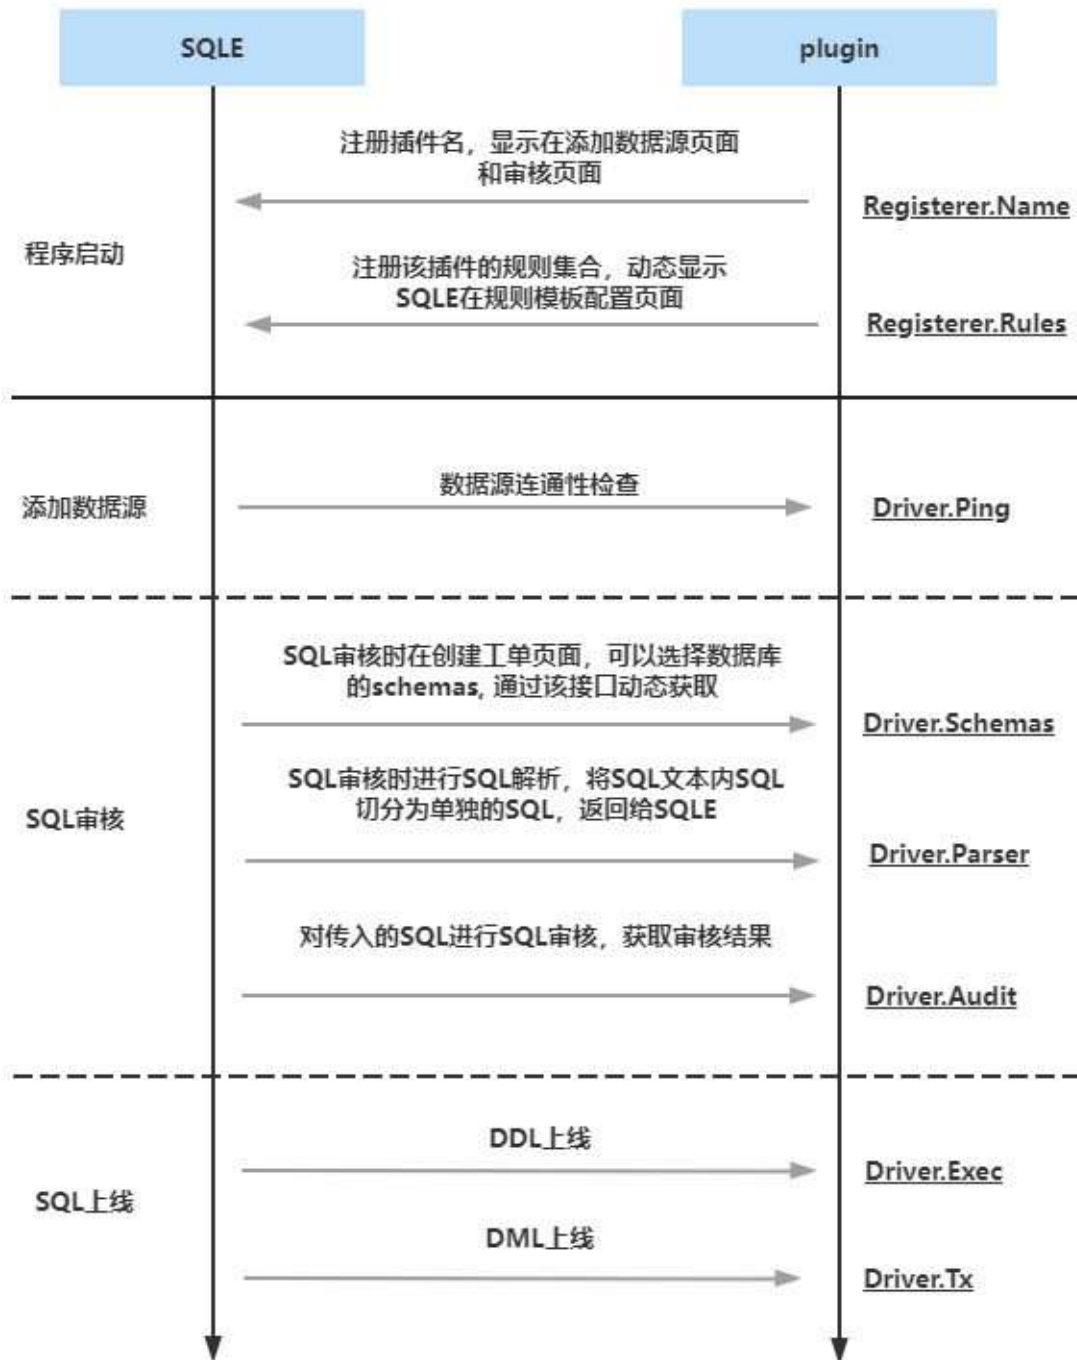 SQLE
plugin
注册插件名，显示在添加数据源页面
和审核页面
Registerer.Name
程序启动
注册该插件的规则集合，动态显示
SQLE在规则模板配置页面
Registerer.Rules
数据源连通性检查
添加数据源
Driver.Ping
SQL审核时在创建工单页面，可以选择数据库
的schemas, 通过该接口动态获取
Driver.Schemas
SQL审核时进行SQL解析，将SQL文本内SQL
切分为单独的SQL，返回给SQLE
SQL审核
Driver.Parser
对传入的SQL进行SQL审核，获取审核结果
Driver.Audit
DDL上线
Driver.Exec
SQL上线
DML上线
Driver.Tx